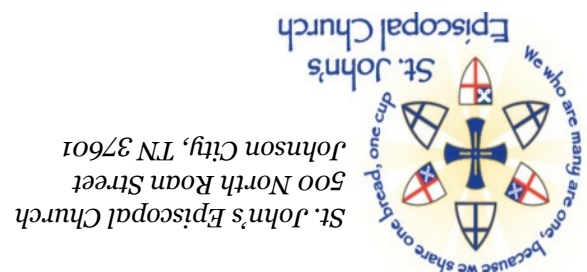 St. John's Episcopal Church
500 North Roan Street
Johnson City, TN 37601
We who are many are one, because we share one bread, one cup
St. John's
Episcopal Church